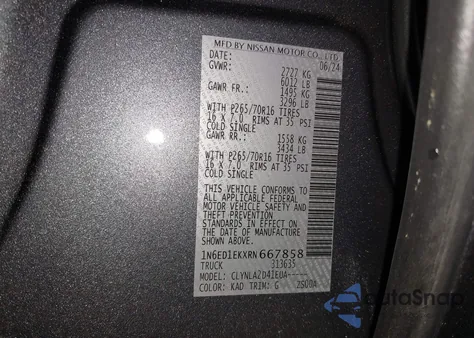 MFD BY NISSAN MOTOR CO., LTD.
DATE: 06/24
GVWR: 2727 KG
6012 LB
GAWR FR.: 1495 KG
3296 LB
WITH P265/70R16 TIRES
16 X 7.0 RIMS AT 35 PSI
COLD SINGLE
GAWR RR.: 1558 KG
3434 LB
WITH P265/70R16 TIRES
16 X 7.0 RIMS AT 35 PSI
COLD SINGLE
THIS VEHICLE CONFORMS TO
ALL APPLICABLE FEDERAL
MOTOR VEHICLE SAFETY AND
THEFT PREVENTION
STANDARDS IN EFFECT ON THE
DATE OF MANUFACTURE
1N6ED1EKXRN667858
TRUCK 313633
MODEL: CLYNLAZD41EUA-----
COLOR: KAD TRIM: G
AutoSnap